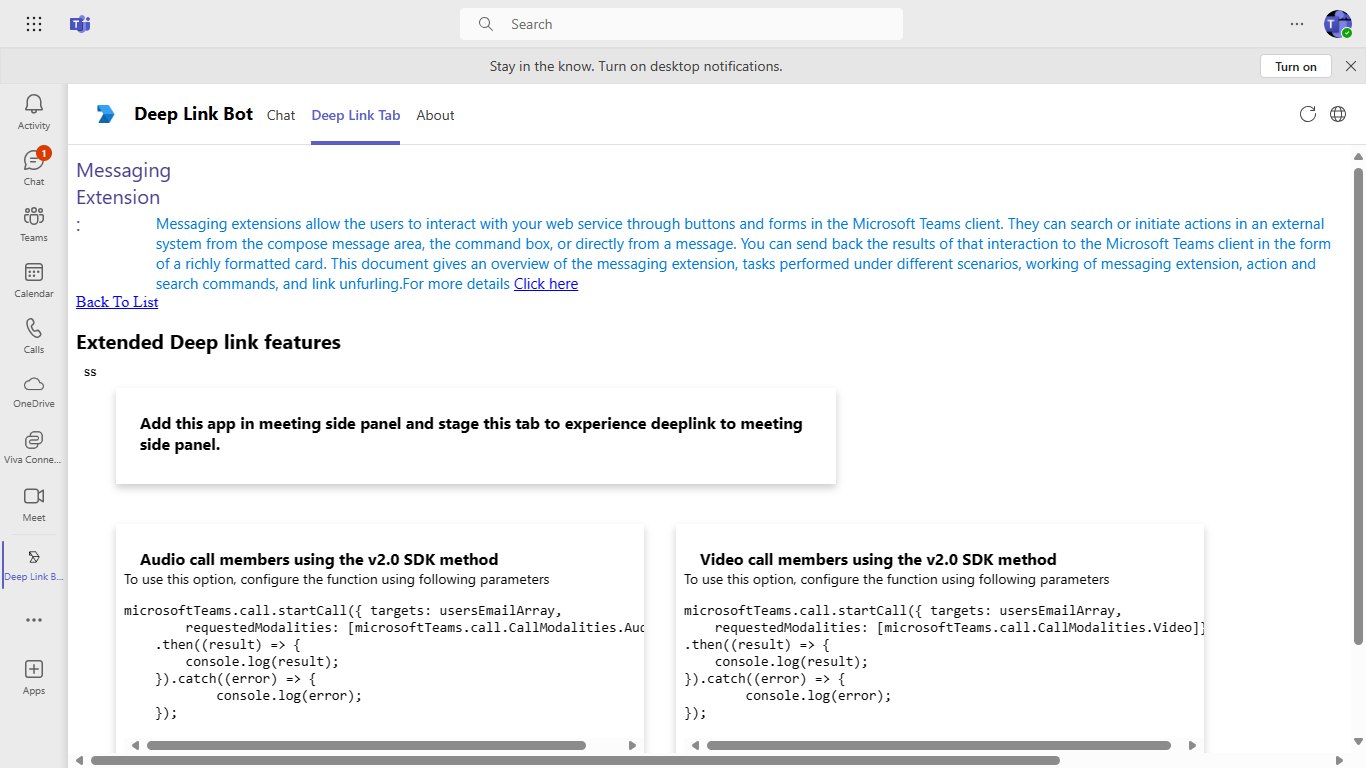 Search
Stay in the know. Turn on desktop notifications.
Turn on
Activity
1
Chat
Teams
Calendar
Calls
OneDrive
Viva Conne...
Meet
Deep Link B...
Apps
Deep Link Bot
Chat
Deep Link Tab
About
Messaging
Extension
:
Messaging extensions allow the users to interact with your web service through buttons and forms in the Microsoft Teams client. They can search or initiate actions in an external
system from the compose message area, the command box, or directly from a message. You can send back the results of that interaction to the Microsoft Teams client in the form
of a richly formatted card. This document gives an overview of the messaging extension, tasks performed under different scenarios, working of messaging extension, action and
search commands, and link unfurling.For more details Click here
Back To List
Extended Deep link features
ss
Add this app in meeting side panel and stage this tab to experience deeplink to meeting
side panel.
Audio call members using the v2.0 SDK method
To use this option, configure the function using following parameters
microsoftTeams.call.startCall({ targets: usersEmailArray,
requestedModalities: [microsoftTeams.call.CallModalities.Aud
.then((result) => {
console.log(result);
}).catch((error) => {
console.log(error);
});
Video call members using the v2.0 SDK method
To use this option, configure the function using following parameters
microsoftTeams.call.startCall({ targets: usersEmailArray,
requestedModalities: [microsoftTeams.call.CallModalities.Video]}
.then((result) => {
console.log(result);
}).catch((error) => {
console.log(error);
});